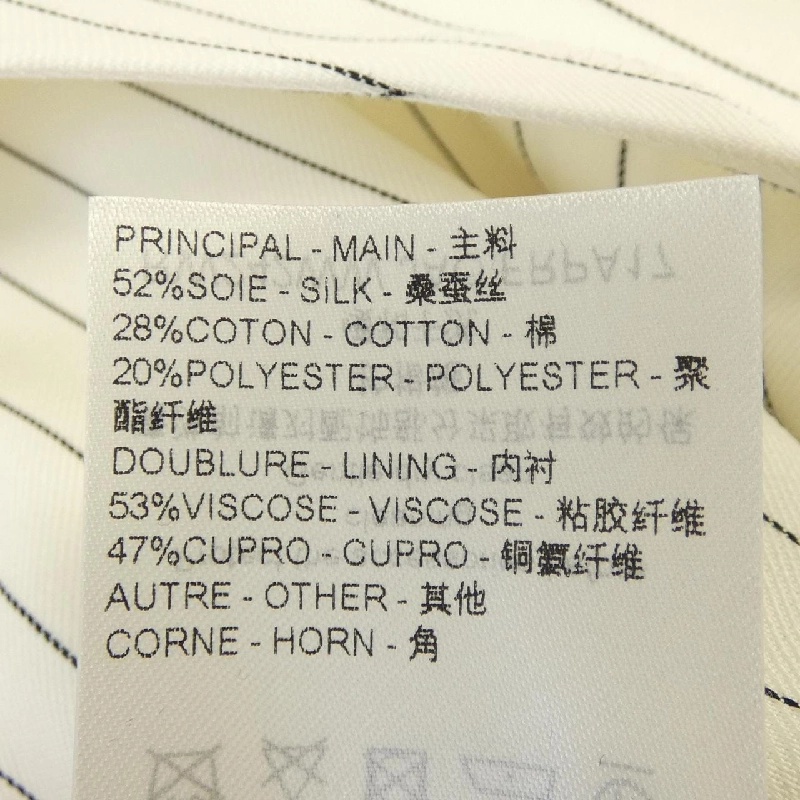 PRINCIPAL - MAIN - 主料
52%SOIE - SILK - 桑蚕丝
28%COTON - COTTON - 棉
20%POLYESTER - POLYESTER - 聚
酯纤维
DOUBLURE - LINING - 内衬
53%VISCOSE - VISCOSE - 粘胶纤维
47%CUPRO - CUPRO - 铜氨纤维
AUTRE - OTHER - 其他
CORNE - HORN - 角